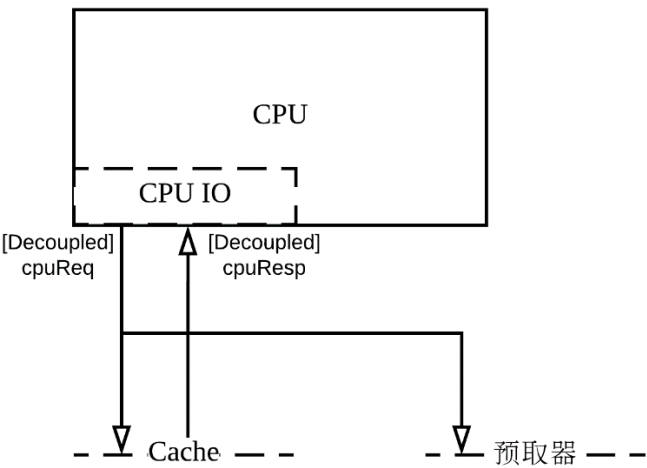 CPU
CPU IO
[Decoupled]
cpuReq
[Decoupled]
cpuResp
Cache
预取器